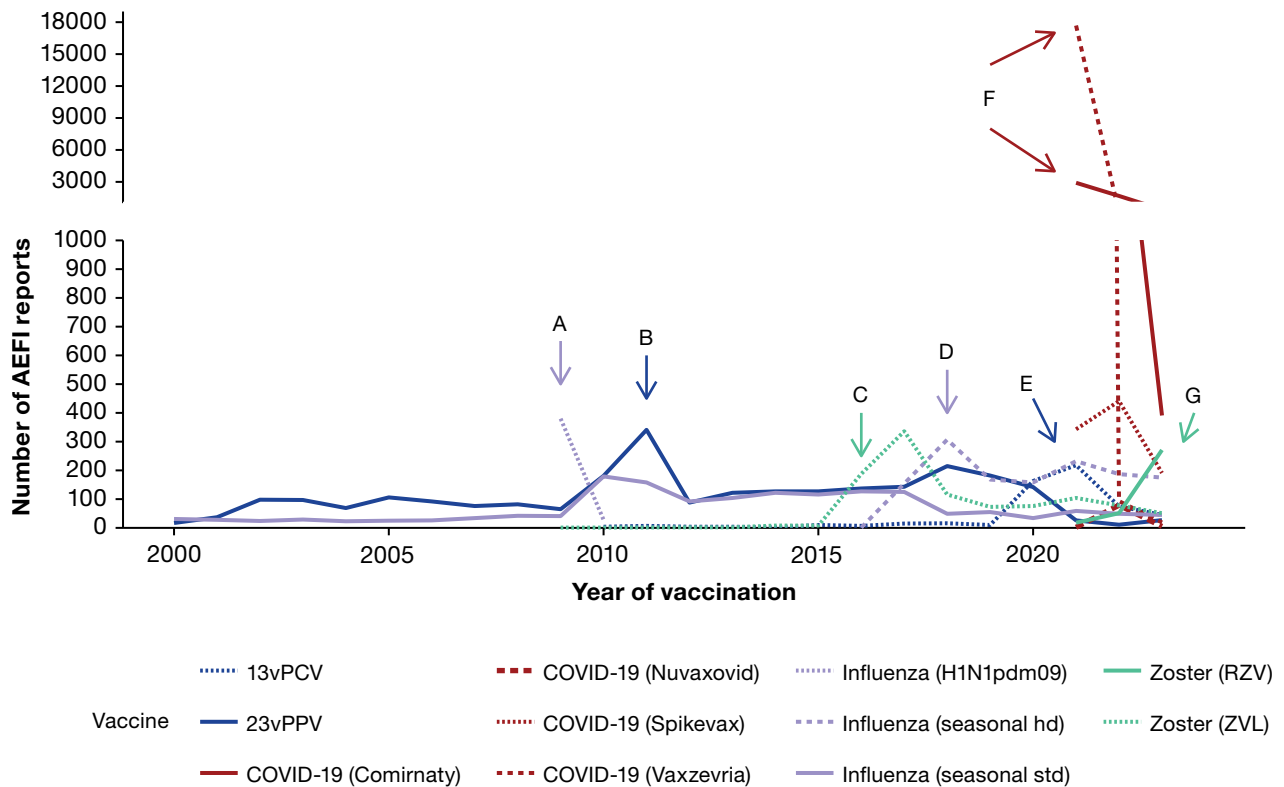 18000
15000
12000
9000
6000
3000
1000
900
800
700
600
500
400
300
200
100
0
Number of AEFI reports
A
B
C
D
E
F
G
2000
2005
2010
2015
2020
Year of vaccination
Vaccine
13vPCV
23vPPV
COVID-19 (Comirnaty)
COVID-19 (Nuvaxovid)
COVID-19 (Spikevax)
COVID-19 (Vaxzevria)
Influenza (H1N1pdm09)
Influenza (seasonal hd)
Influenza (seasonal std)
Zoster (RZV)
Zoster (ZVL)